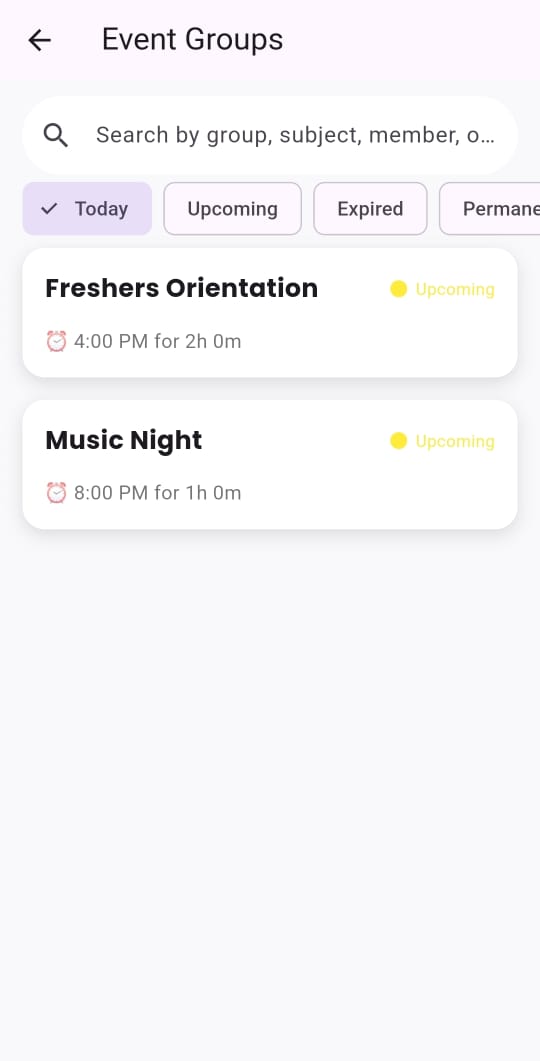 Event Groups
Search by group, subject, member, o...
Today
Upcoming
Expired
Permane
Freshers Orientation
Upcoming
4:00 PM for 2h 0m
Music Night
Upcoming
8:00 PM for 1h 0m